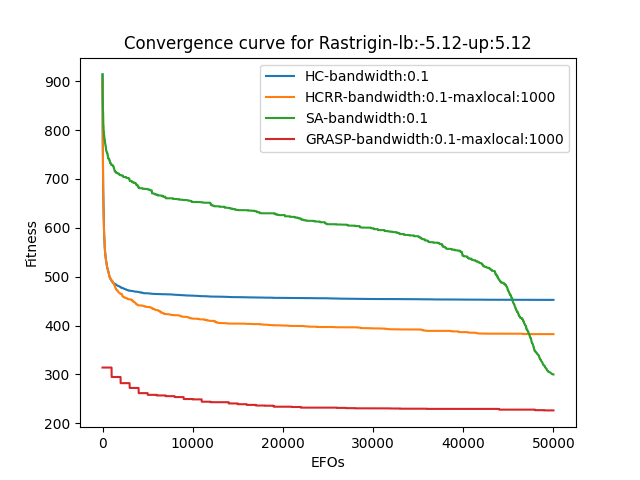 Convergence curve for Rastrigin-lb:-5.12-up:5.12
HC-bandwidth:0.1
HCRR-bandwidth:0.1-maxlocal:1000
SA-bandwidth:0.1
GRASP-bandwidth:0.1-maxlocal:1000
Fitness
900
800
700
600
500
400
300
200
0 10000 20000 30000 40000 50000
EFOs